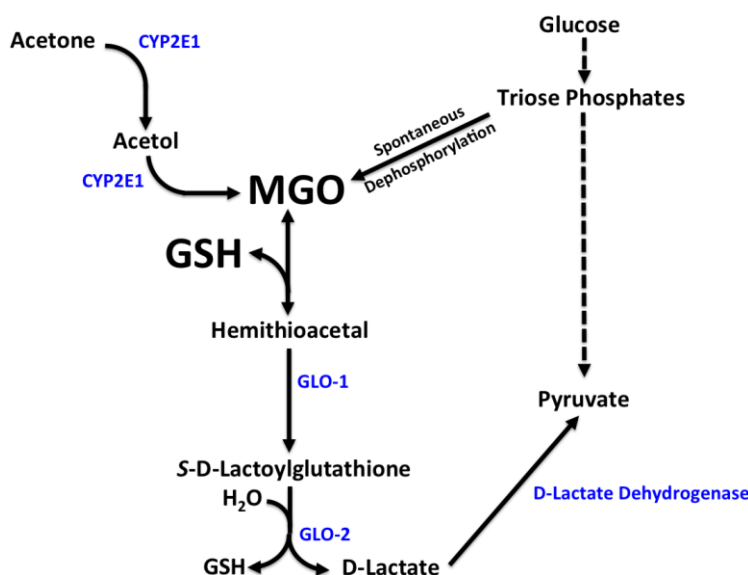 Glucose
Acetone
CYP2E1
Triose Phosphates
Acetol
Spontaneous
Dephosphorylation
CYP2E1
MGO
GSH
Hemithioacetal
GLO-1
Pyruvate
S-D-Lactoylglutathione
H₂O
D-Lactate Dehydrogenase
GLO-2
GSH
D-Lactate